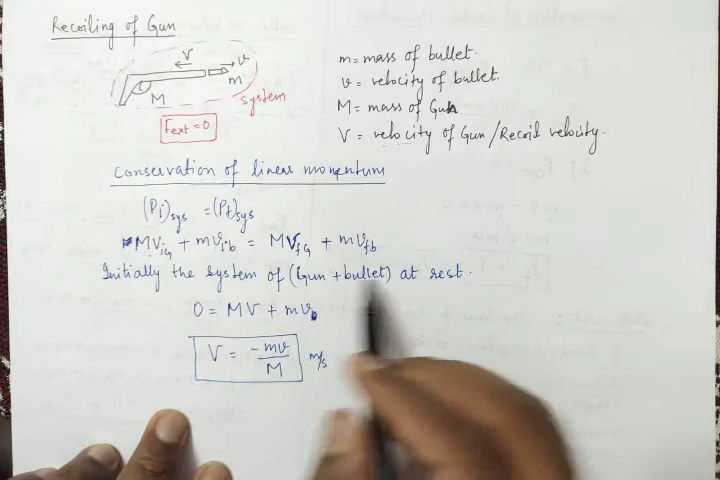 Recoiling of Gun
V
v
m
M
system
Fext = 0
m = mass of bullet.
v = velocity of bullet.
M = mass of Gun
V = velocity of Gun / Recoil velocity.
Conservation of linear momentum
(Pi)sys = (Pf)sys
MViG + mvib = MVfG + mvfb
Initially the system of (Gun + bullet) at rest.
0 = MV + mv
V = -mv/M m/s